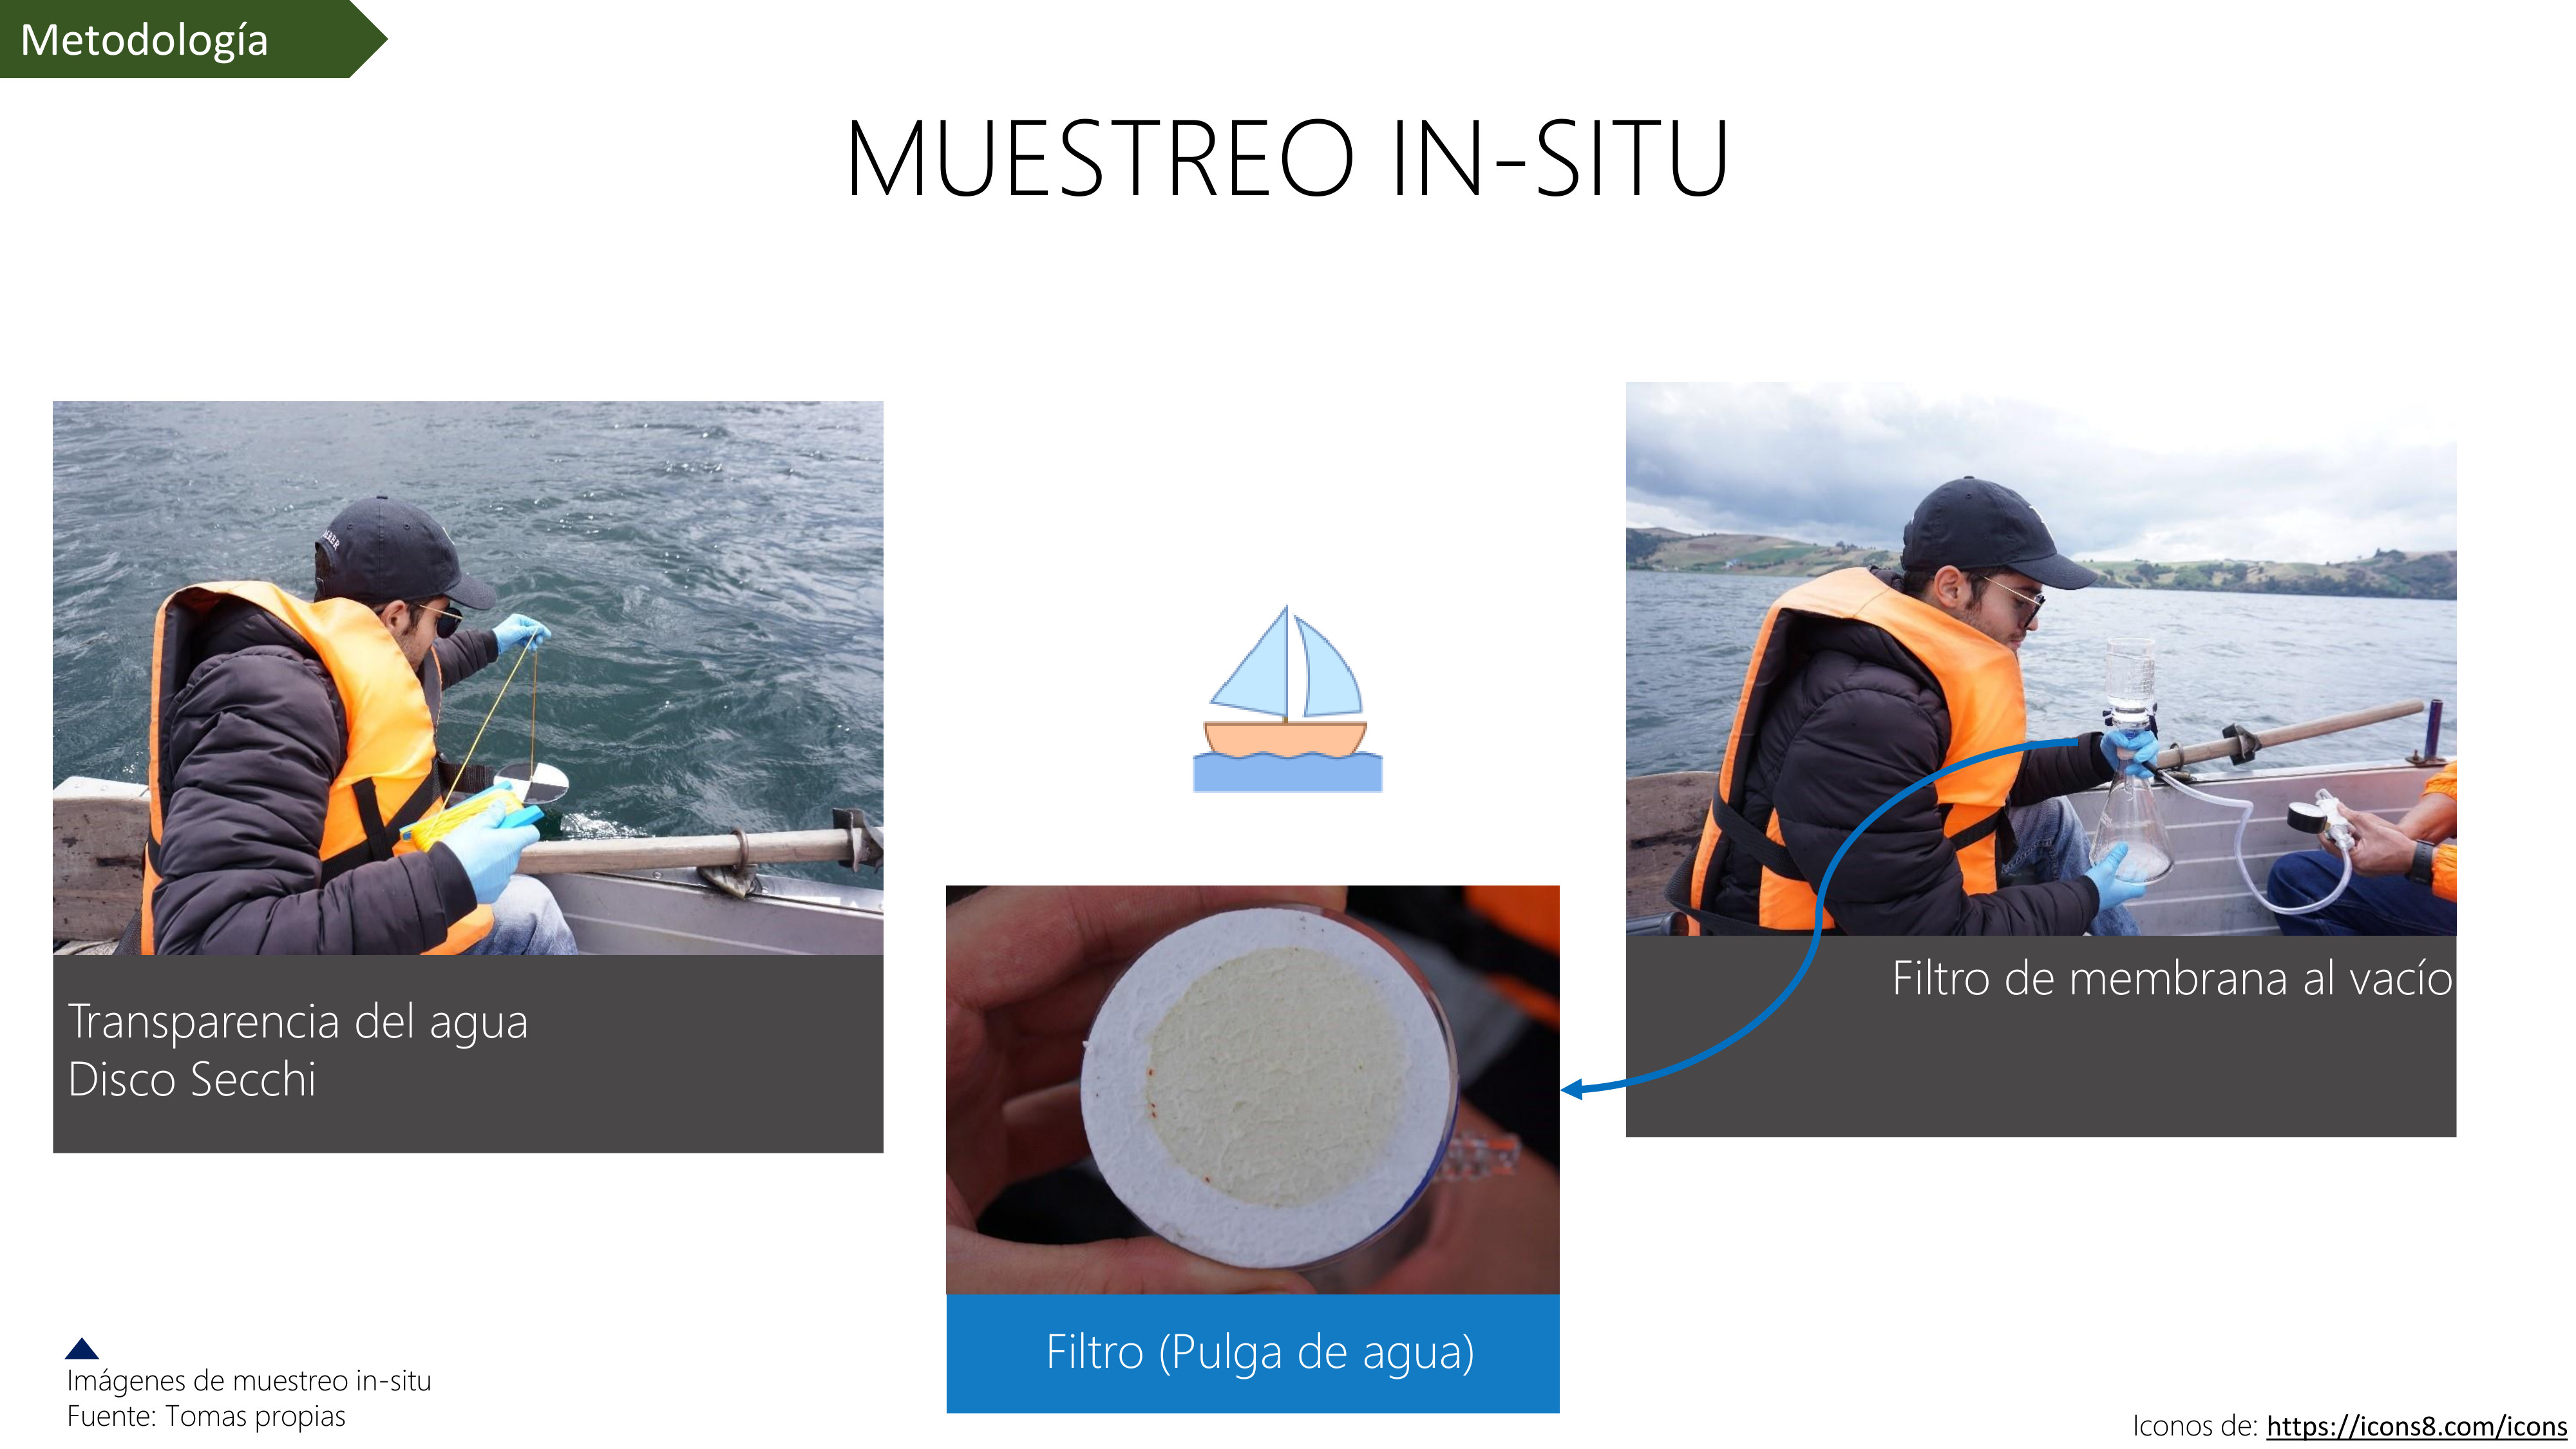 Metodología
MUESTREO IN-SITU
Transparencia del agua
Disco Secchi
Filtro de membrana al vacío
Filtro (Pulga de agua)
Imágenes de muestreo in-situ
Fuente: Tomas propias
Iconos de: https://icons8.com/icons